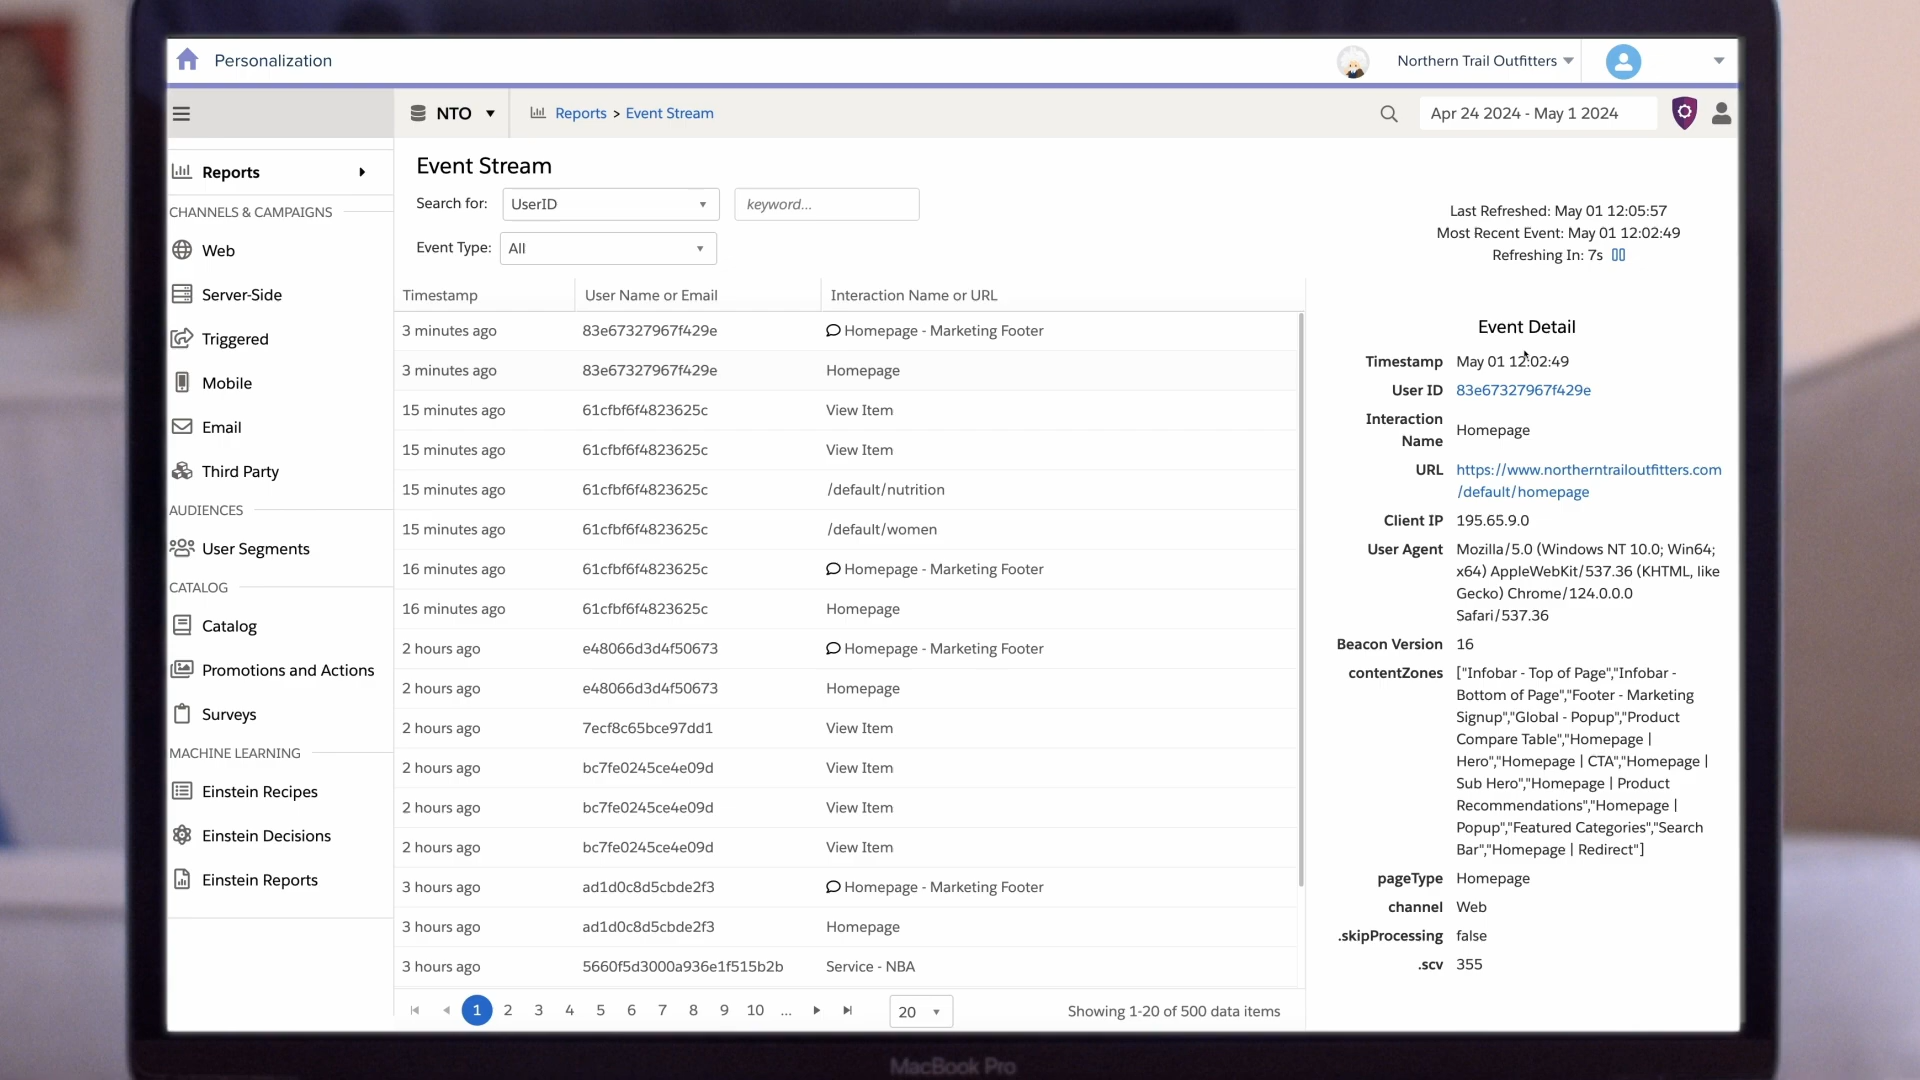 Personalization
Northern Trail Outfitters
NTO
Reports > Event Stream
Apr 24 2024 - May 1 2024
Reports
CHANNELS & CAMPAIGNS
Web
Server-Side
Triggered
Mobile
Email
Third Party
AUDIENCES
User Segments
CATALOG
Catalog
Promotions and Actions
Surveys
MACHINE LEARNING
Einstein Recipes
Einstein Decisions
Einstein Reports
Event Stream
Search for: UserID keyword...
Event Type: All
Last Refreshed: May 01 12:05:57
Most Recent Event: May 01 12:02:49
Refreshing In: 7s
Timestamp User Name or Email Interaction Name or URL
3 minutes ago 83e67327967f429e Homepage - Marketing Footer
3 minutes ago 83e67327967f429e Homepage
15 minutes ago 61cfbf6f4823625c View Item
15 minutes ago 61cfbf6f4823625c View Item
15 minutes ago 61cfbf6f4823625c /default/nutrition
15 minutes ago 61cfbf6f4823625c /default/women
16 minutes ago 61cfbf6f4823625c Homepage - Marketing Footer
16 minutes ago 61cfbf6f4823625c Homepage
2 hours ago e48066d3d4f50673 Homepage - Marketing Footer
2 hours ago e48066d3d4f50673 Homepage
2 hours ago 7ecf8c65bce97dd1 View Item
2 hours ago bc7fe0245ce4e09d View Item
2 hours ago bc7fe0245ce4e09d View Item
2 hours ago bc7fe0245ce4e09d View Item
3 hours ago ad1d0c8d5cbde2f3 Homepage - Marketing Footer
3 hours ago ad1d0c8d5cbde2f3 Homepage
3 hours ago 5660f5d3000a936e1f515b2b Service - NBA
1 2 3 4 5 6 7 8 9 10 ... 20 Showing 1-20 of 500 data items
Event Detail
Timestamp May 01 12:02:49
User ID 83e67327967f429e
Interaction
Name Homepage
URL https://www.northerntrailoutfitters.com
/default/homepage
Client IP 195.65.9.0
User Agent Mozilla/5.0 (Windows NT 10.0; Win64;
x64) AppleWebKit/537.36 (KHTML, like
Gecko) Chrome/124.0.0.0
Safari/537.36
Beacon Version 16
contentZones ["Infobar - Top of Page","Infobar -
Bottom of Page","Footer - Marketing
Signup","Global - Popup","Product
Compare Table","Homepage |
Hero","Homepage | CTA","Homepage |
Sub Hero","Homepage | Product
Recommendations","Homepage |
Popup","Featured Categories","Search
Bar","Homepage | Redirect"]
pageType Homepage
channel Web
.skipProcessing false
.scv 355
MacBook Pro